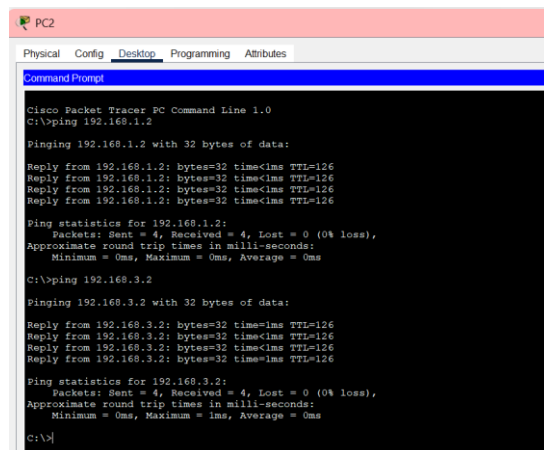 PC2
Physical Config Desktop Programming Attributes
Command Prompt
Cisco Packet Tracer PC Command Line 1.0
C:\>ping 192.168.1.2
Pinging 192.168.1.2 with 32 bytes of data:
Reply from 192.168.1.2: bytes=32 time<1ms TTL=126
Reply from 192.168.1.2: bytes=32 time<1ms TTL=126
Reply from 192.168.1.2: bytes=32 time<1ms TTL=126
Reply from 192.168.1.2: bytes=32 time<1ms TTL=126
Ping statistics for 192.168.1.2:
Packets: Sent = 4, Received = 4, Lost = 0 (0% loss),
Approximate round trip times in milli-seconds:
Minimum = 0ms, Maximum = 0ms, Average = 0ms
C:\>ping 192.168.3.2
Pinging 192.168.3.2 with 32 bytes of data:
Reply from 192.168.3.2: bytes=32 time=1ms TTL=126
Reply from 192.168.3.2: bytes=32 time<1ms TTL=126
Reply from 192.168.3.2: bytes=32 time<1ms TTL=126
Reply from 192.168.3.2: bytes=32 time=1ms TTL=126
Ping statistics for 192.168.3.2:
Packets: Sent = 4, Received = 4, Lost = 0 (0% loss),
Approximate round trip times in milli-seconds:
Minimum = 0ms, Maximum = 1ms, Average = 0ms
C:\>